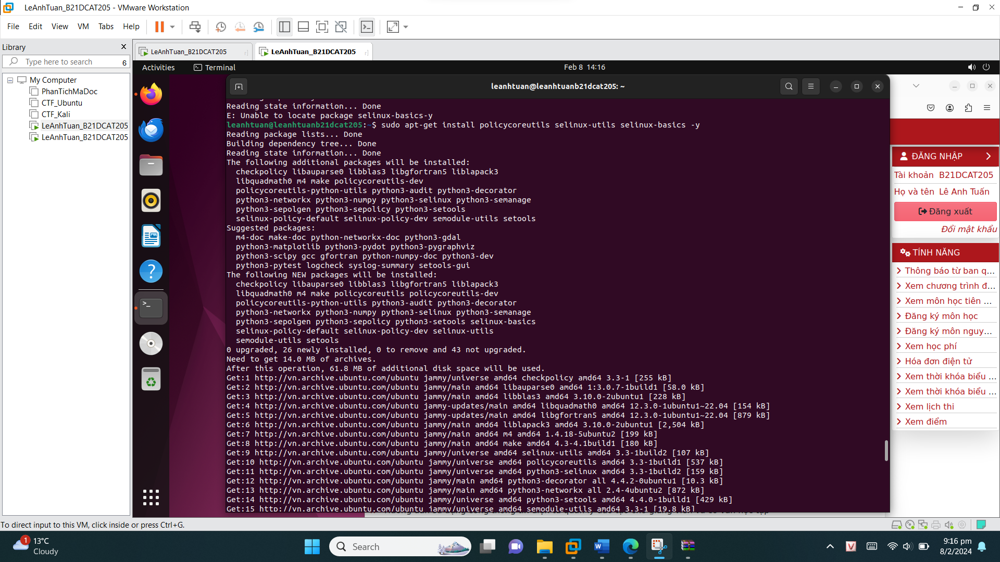 LeAnhTuan_B21DCAT205 - VMware Workstation
File Edit View VM Tabs Help
Library
Type here to search
6
My Computer
PhanTichMaDoc
CTF_Ubuntu
CTF_Kali
LeAnhTuan_B21DCAT205
LeAnhTuan_B21DCAT205
LeAnhTuan_B21DCAT205
LeAnhTuan_B21DCAT205
Activities
Terminal
Feb 8 14:16
leanhtuan@leanhtuanb21dcat205: ~
Reading state information... Done
E: Unable to locate package selinux-basics-y
leanhtuan@leanhtuanb21dcat205:~$ sudo apt-get install policycoreutils selinux-utils selinux-basics -y
Reading package lists... Done
Building dependency tree... Done
Reading state information... Done
The following additional packages will be installed:
checkpolicy libauparse0 libblas3 libgfortran5 liblapack3
libquadmath0 m4 make policycoreutils-dev
policycoreutils-python-utils python3-audit python3-decorator
python3-networkx python3-numpy python3-selinux python3-semanage
python3-sepolgen python3-sepolicy python3-setools
selinux-policy-default selinux-policy-dev semodule-utils setools
Suggested packages:
m4-doc make-doc python-networkx-doc python3-gdal
python3-matplotlib python3-pydot python3-pygraphviz
python3-scipy gcc gfortran python-numpy-doc python3-dev
python3-pytest logcheck syslog-summary setools-gui
The following NEW packages will be installed:
checkpolicy libauparse0 libblas3 libgfortran5 liblapack3
libquadmath0 m4 make policycoreutils policycoreutils-dev
policycoreutils-python-utils python3-audit python3-decorator
python3-networkx python3-numpy python3-selinux python3-semanage
python3-sepolgen python3-sepolicy python3-setools selinux-basics
selinux-policy-default selinux-policy-dev selinux-utils
semodule-utils setools
0 upgraded, 26 newly installed, 0 to remove and 43 not upgraded.
Need to get 14.0 MB of archives.
After this operation, 61.8 MB of additional disk space will be used.
Get:1 http://vn.archive.ubuntu.com/ubuntu jammy/universe amd64 checkpolicy amd64 3.3-1 [255 kB]
Get:2 http://vn.archive.ubuntu.com/ubuntu jammy/main amd64 libauparse0 amd64 1:3.0.7-1build1 [58.0 kB]
Get:3 http://vn.archive.ubuntu.com/ubuntu jammy/main amd64 libblas3 amd64 3.10.0-2ubuntu1 [228 kB]
Get:4 http://vn.archive.ubuntu.com/ubuntu jammy-updates/main amd64 libquadmath0 amd64 12.3.0-1ubuntu1~22.04 [154 kB]
Get:5 http://vn.archive.ubuntu.com/ubuntu jammy-updates/main amd64 libgfortran5 amd64 12.3.0-1ubuntu1~22.04 [879 kB]
Get:6 http://vn.archive.ubuntu.com/ubuntu jammy/main amd64 liblapack3 amd64 3.10.0-2ubuntu1 [2,504 kB]
Get:7 http://vn.archive.ubuntu.com/ubuntu jammy/main amd64 m4 amd64 1.4.18-5ubuntu2 [199 kB]
Get:8 http://vn.archive.ubuntu.com/ubuntu jammy/main amd64 make amd64 4.3-4.1build1 [180 kB]
Get:9 http://vn.archive.ubuntu.com/ubuntu jammy/universe amd64 selinux-utils amd64 3.3-1build2 [107 kB]
Get:10 http://vn.archive.ubuntu.com/ubuntu jammy/universe amd64 policycoreutils amd64 3.3-1build1 [537 kB]
Get:11 http://vn.archive.ubuntu.com/ubuntu jammy/universe amd64 python3-selinux amd64 3.3-1build2 [159 kB]
Get:12 http://vn.archive.ubuntu.com/ubuntu jammy/main amd64 python3-decorator all 4.4.2-0ubuntu1 [10.3 kB]
Get:13 http://vn.archive.ubuntu.com/ubuntu jammy/main amd64 python3-networkx all 2.4-4ubuntu2 [872 kB]
Get:14 http://vn.archive.ubuntu.com/ubuntu jammy/universe amd64 python3-setools amd64 4.4.0-1build1 [429 kB]
Get:15 http://vn.archive.ubuntu.com/ubuntu jammy/universe amd64 semodule-utils amd64 3.3-1 [19.8 kB]
ĐĂNG NHẬP
Tài khoản B21DCAT205
Họ và tên Lê Anh Tuấn
Đăng xuất
Đổi mật khẩu
TÍNH NĂNG
Thông báo từ ban q...
Xem chương trình đ...
Xem môn học tiên ...
Đăng ký môn học
Đăng ký môn nguy...
Xem học phí
Hóa đơn điện tử
Xem thời khóa biểu ...
Xem thời khóa biểu ...
Xem lịch thi
Xem điểm
To direct input to this VM, click inside or press Ctrl+G.
1
13°C
Cloudy
Search
9:16 pm
8/2/2024